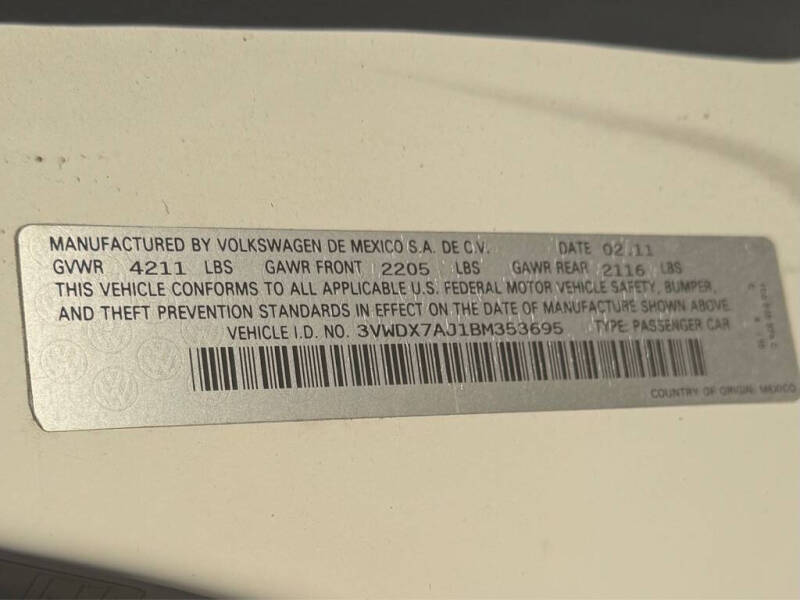 MANUFACTURED BY VOLKSWAGEN DE MEXICO S.A. DE C.V. DATE 02.11
GVWR 4211 LBS GAWR FRONT 2205 LBS GAWR REAR 2116 LBS
THIS VEHICLE CONFORMS TO ALL APPLICABLE U.S. FEDERAL MOTOR VEHICLE SAFETY, BUMPER,
AND THEFT PREVENTION STANDARDS IN EFFECT ON THE DATE OF MANUFACTURE SHOWN ABOVE.
VEHICLE I.D. NO. 3VWDX7AJ1BM353695 TYPE: PASSENGER CAR
COUNTRY OF ORIGIN: MEXICO